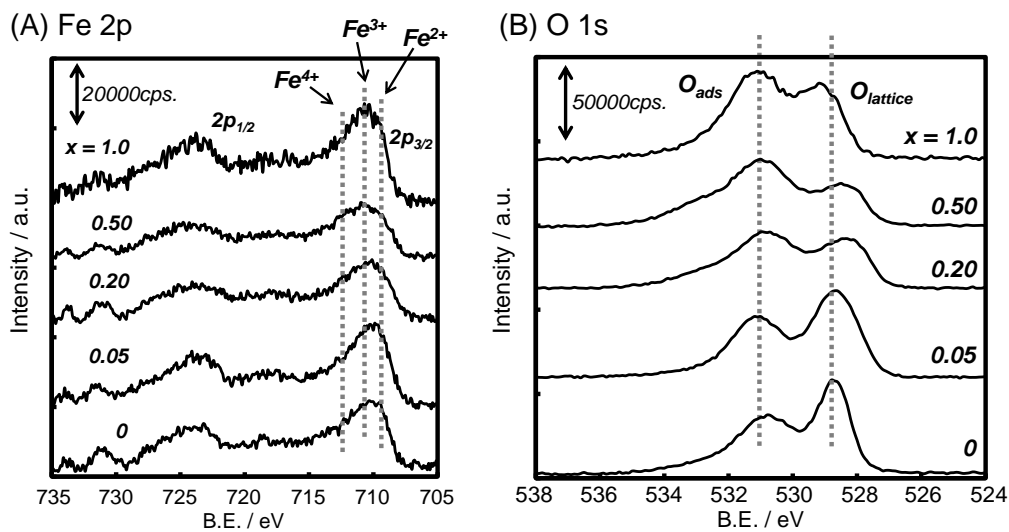 (A) Fe 2p
Fe3+
Fe2+
Fe4+
20000cps.
2p1/2
2p3/2
x = 1.0
0.50
0.20
0.05
0
Intensity / a.u.
735 730 725 720 715 710 705
B.E. / eV
(B) O 1s
50000cps.
Oads
Olattice
x = 1.0
0.50
0.20
0.05
0
Intensity / a.u.
538 536 534 532 530 528 526 524
B.E. / eV